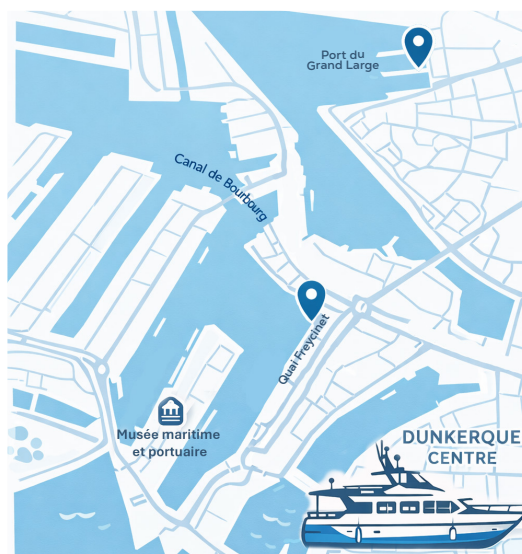 Port du
Grand Large
Canal de Bourbourg
Quai Freycinet
Musée maritime
et portuaire
DUNKERQUE
CENTRE